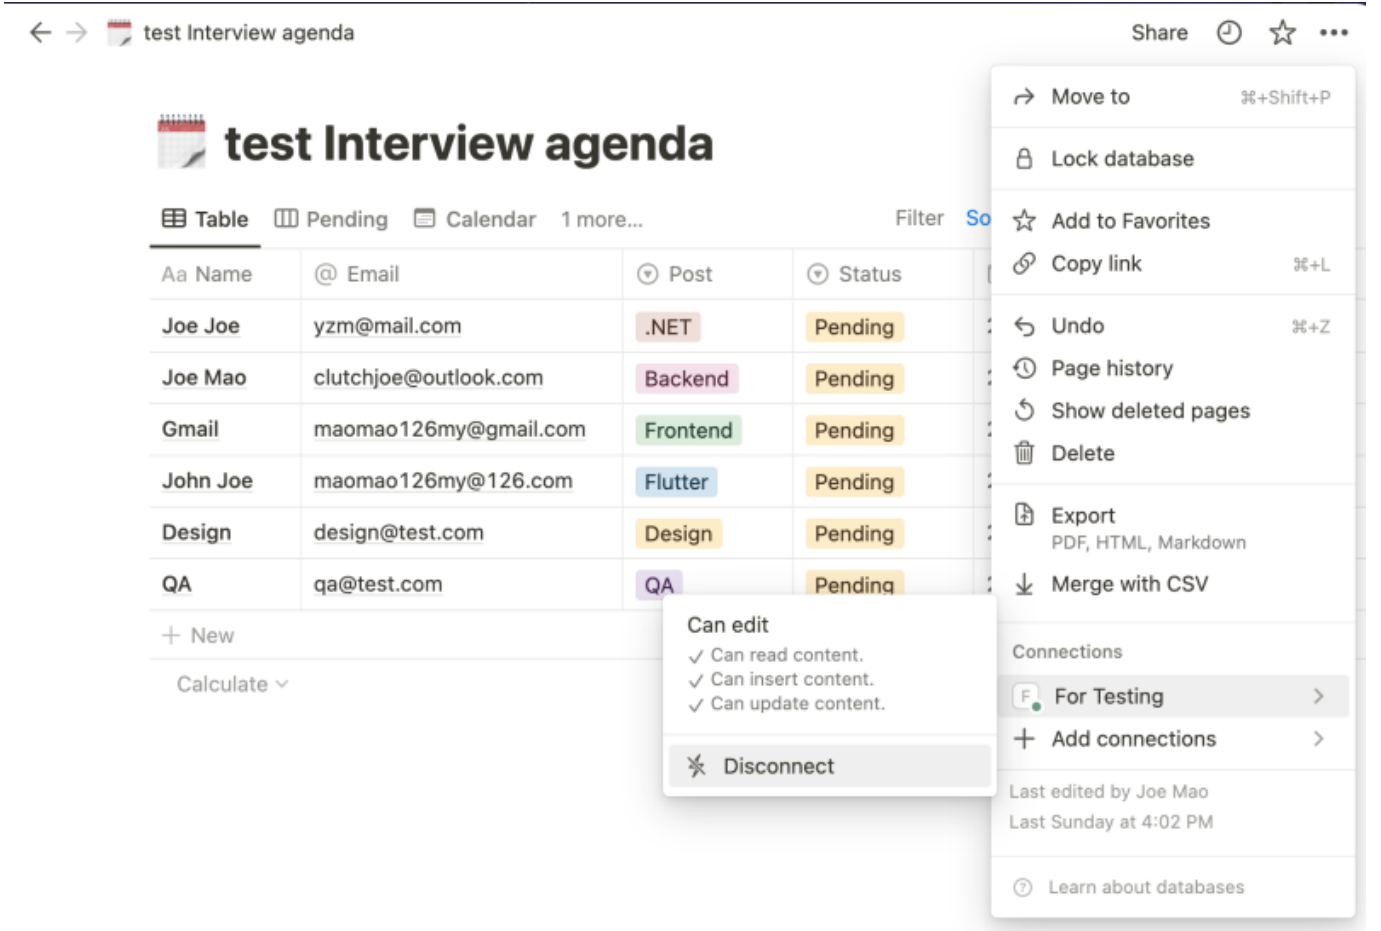 test Interview agenda
Share
test Interview agenda
Table Pending Calendar 1 more...
Filter So
Aa Name @ Email Post Status
Joe Joe yzm@mail.com .NET Pending
Joe Mao clutchjoe@outlook.com Backend Pending
Gmail maomao126my@gmail.com Frontend Pending
John Joe maomao126my@126.com Flutter Pending
Design design@test.com Design Pending
QA qa@test.com QA Pending
+ New
Calculate
Can edit
✓ Can read content.
✓ Can insert content.
✓ Can update content.
Disconnect
Move to ⌘+Shift+P
Lock database
Add to Favorites
Copy link ⌘+L
Undo ⌘+Z
Page history
Show deleted pages
Delete
Export
PDF, HTML, Markdown
Merge with CSV
Connections
F For Testing
+ Add connections
Last edited by Joe Mao
Last Sunday at 4:02 PM
Learn about databases